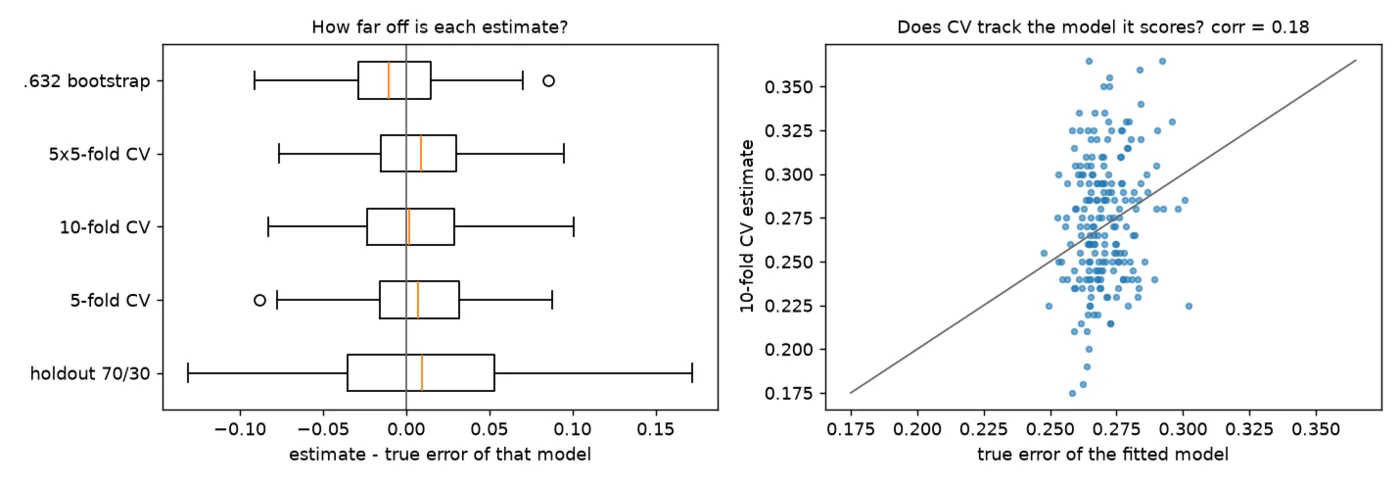 How far off is each estimate?
.632 bootstrap
5x5-fold CV
10-fold CV
5-fold CV
holdout 70/30
−0.10 −0.05 0.00 0.05 0.10 0.15
estimate - true error of that model
Does CV track the model it scores? corr = 0.18
10-fold CV estimate
0.350
0.325
0.300
0.275
0.250
0.225
0.200
0.175
0.175 0.200 0.225 0.250 0.275 0.300 0.325 0.350
true error of the fitted model